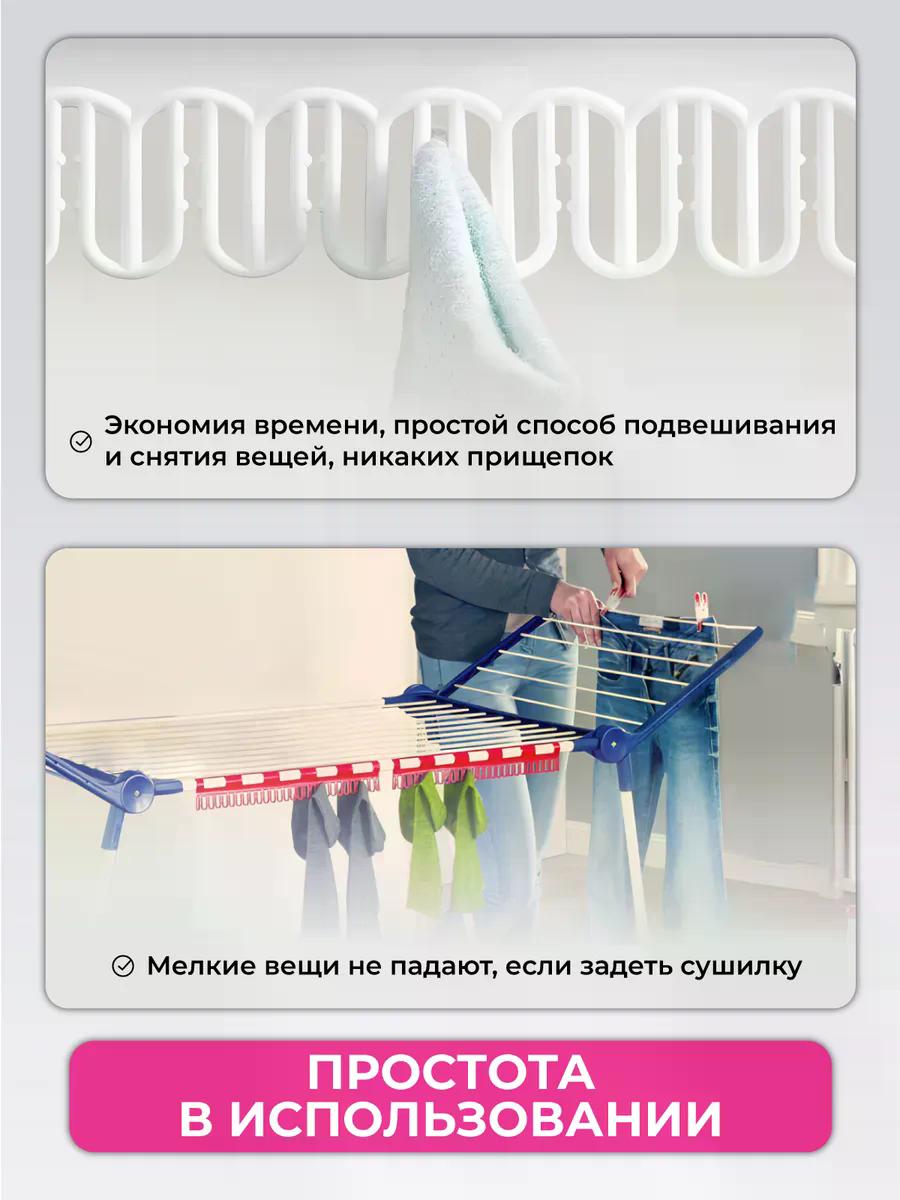 Экономия времени, простой способ подвешивания
и снятия вещей, никаких прищепок
Мелкие вещи не падают, если задеть сушилку
ПРОСТОТА
В ИСПОЛЬЗОВАНИИ